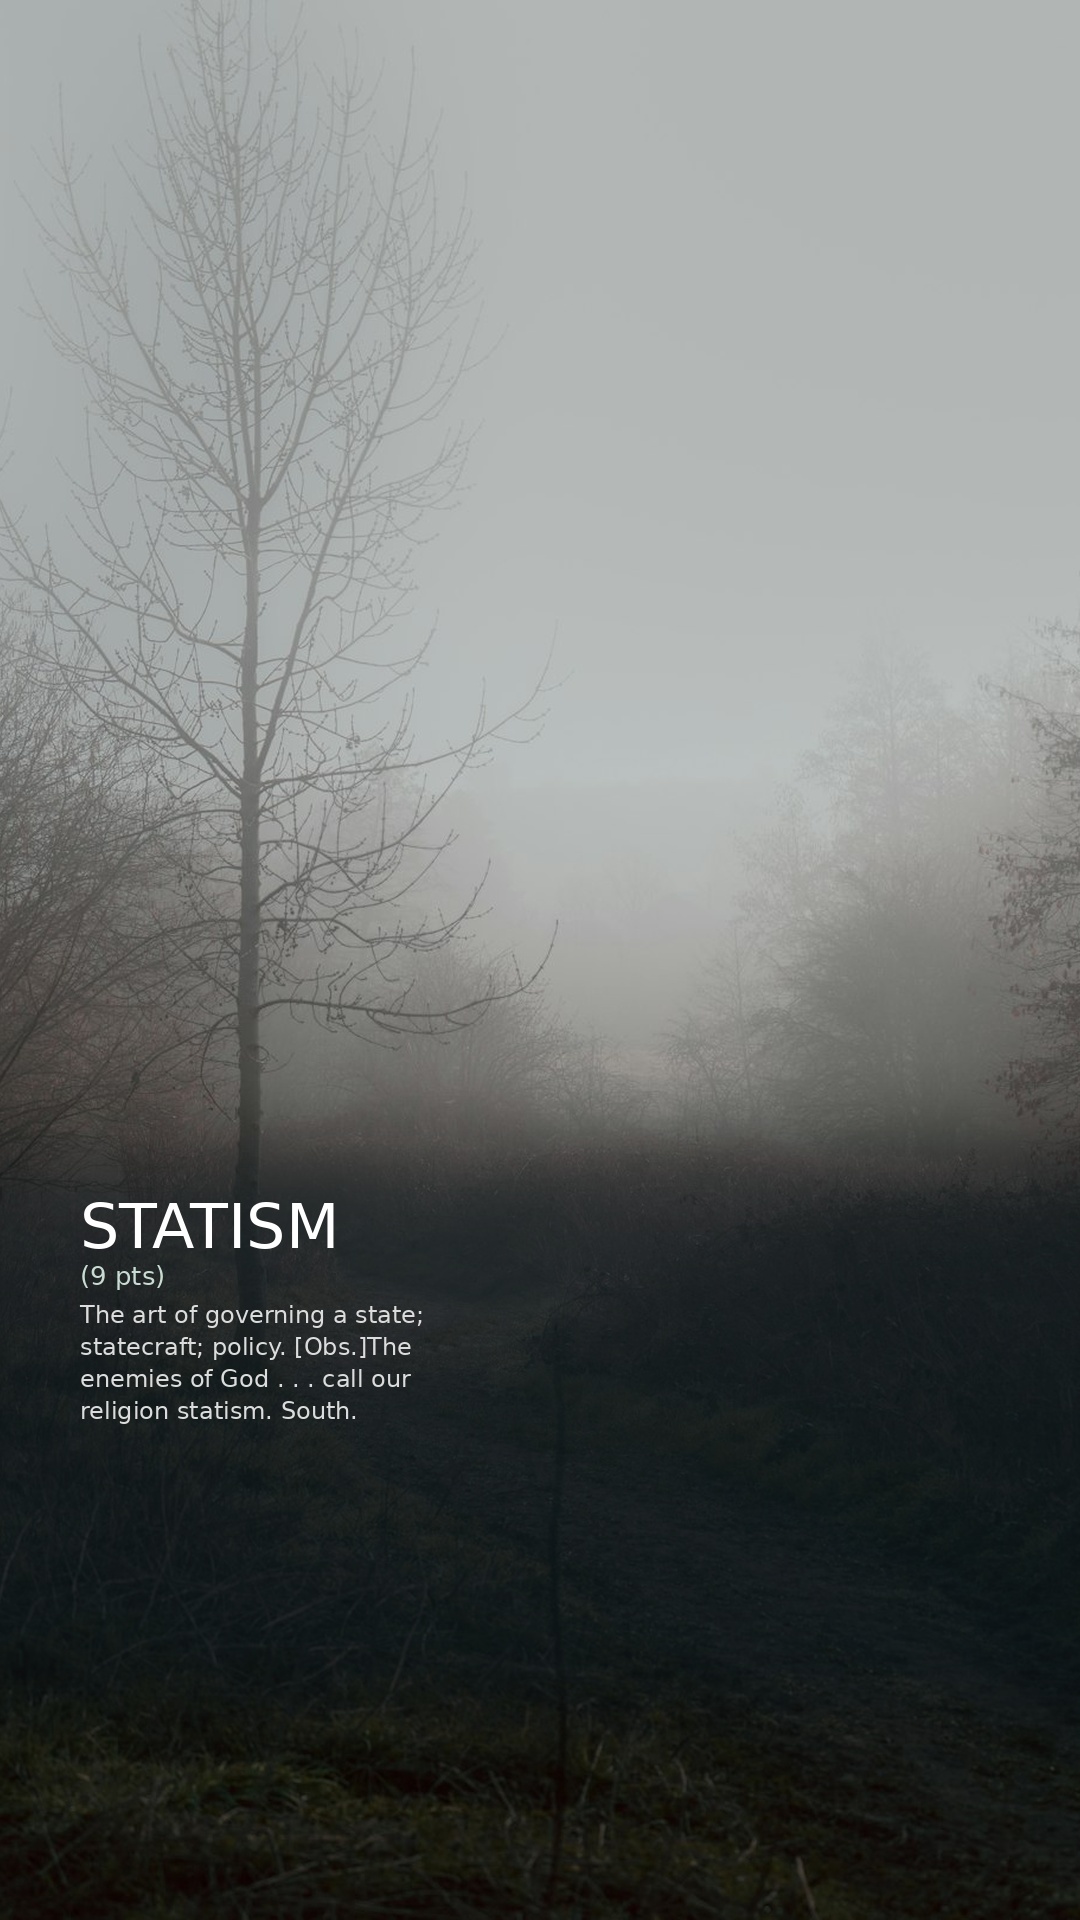 STATISM
(9 pts)
The art of governing a state;
statecraft; policy. [Obs.]The
enemies of God . . . call our
religion statism. South.